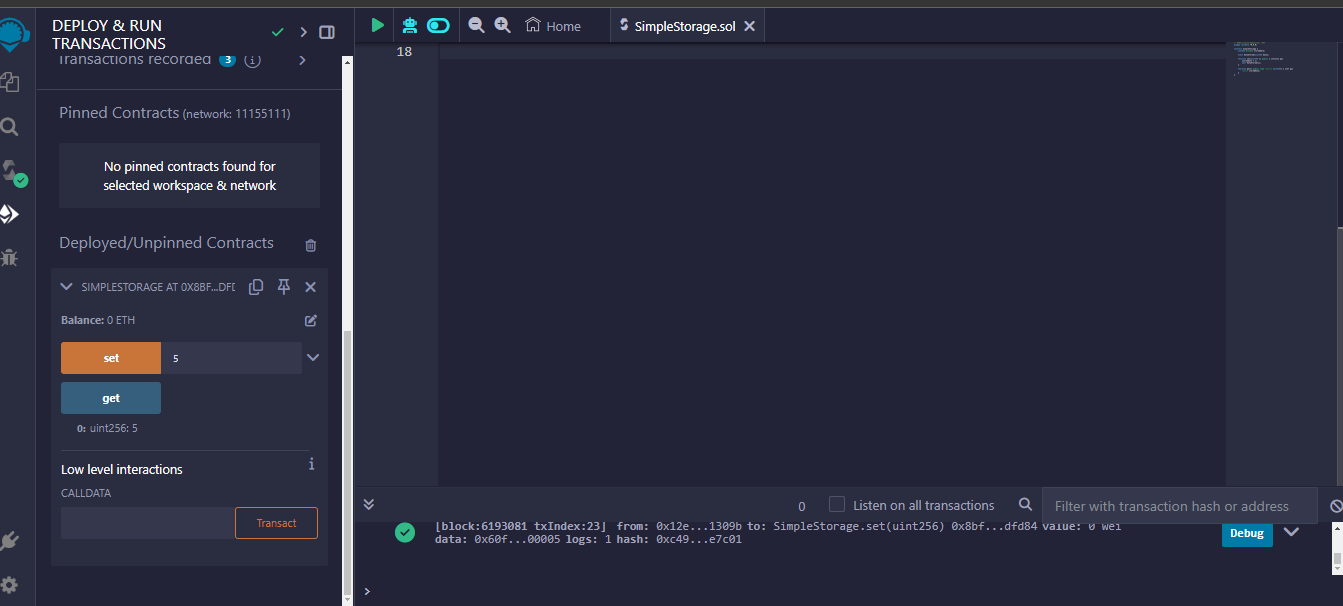 DEPLOY & RUN
TRANSACTIONS
Transactions recorded 3 i
Pinned Contracts (network: 11155111)
No pinned contracts found for
selected workspace & network
Deployed/Unpinned Contracts
SIMPLESTORAGE AT 0X8BF...DFD
Balance: 0 ETH
set 5
get
0: uint256: 5
Low level interactions i
CALLDATA
Transact
Home SimpleStorage.sol
18
0 Listen on all transactions Filter with transaction hash or address
[block:6193081 txIndex:23] from: 0x12e...1309b to: SimpleStorage.set(uint256) 0x8bf...dfd84 value: 0 wei
data: 0x60f...00005 logs: 1 hash: 0xc49...e7c01
Debug
>